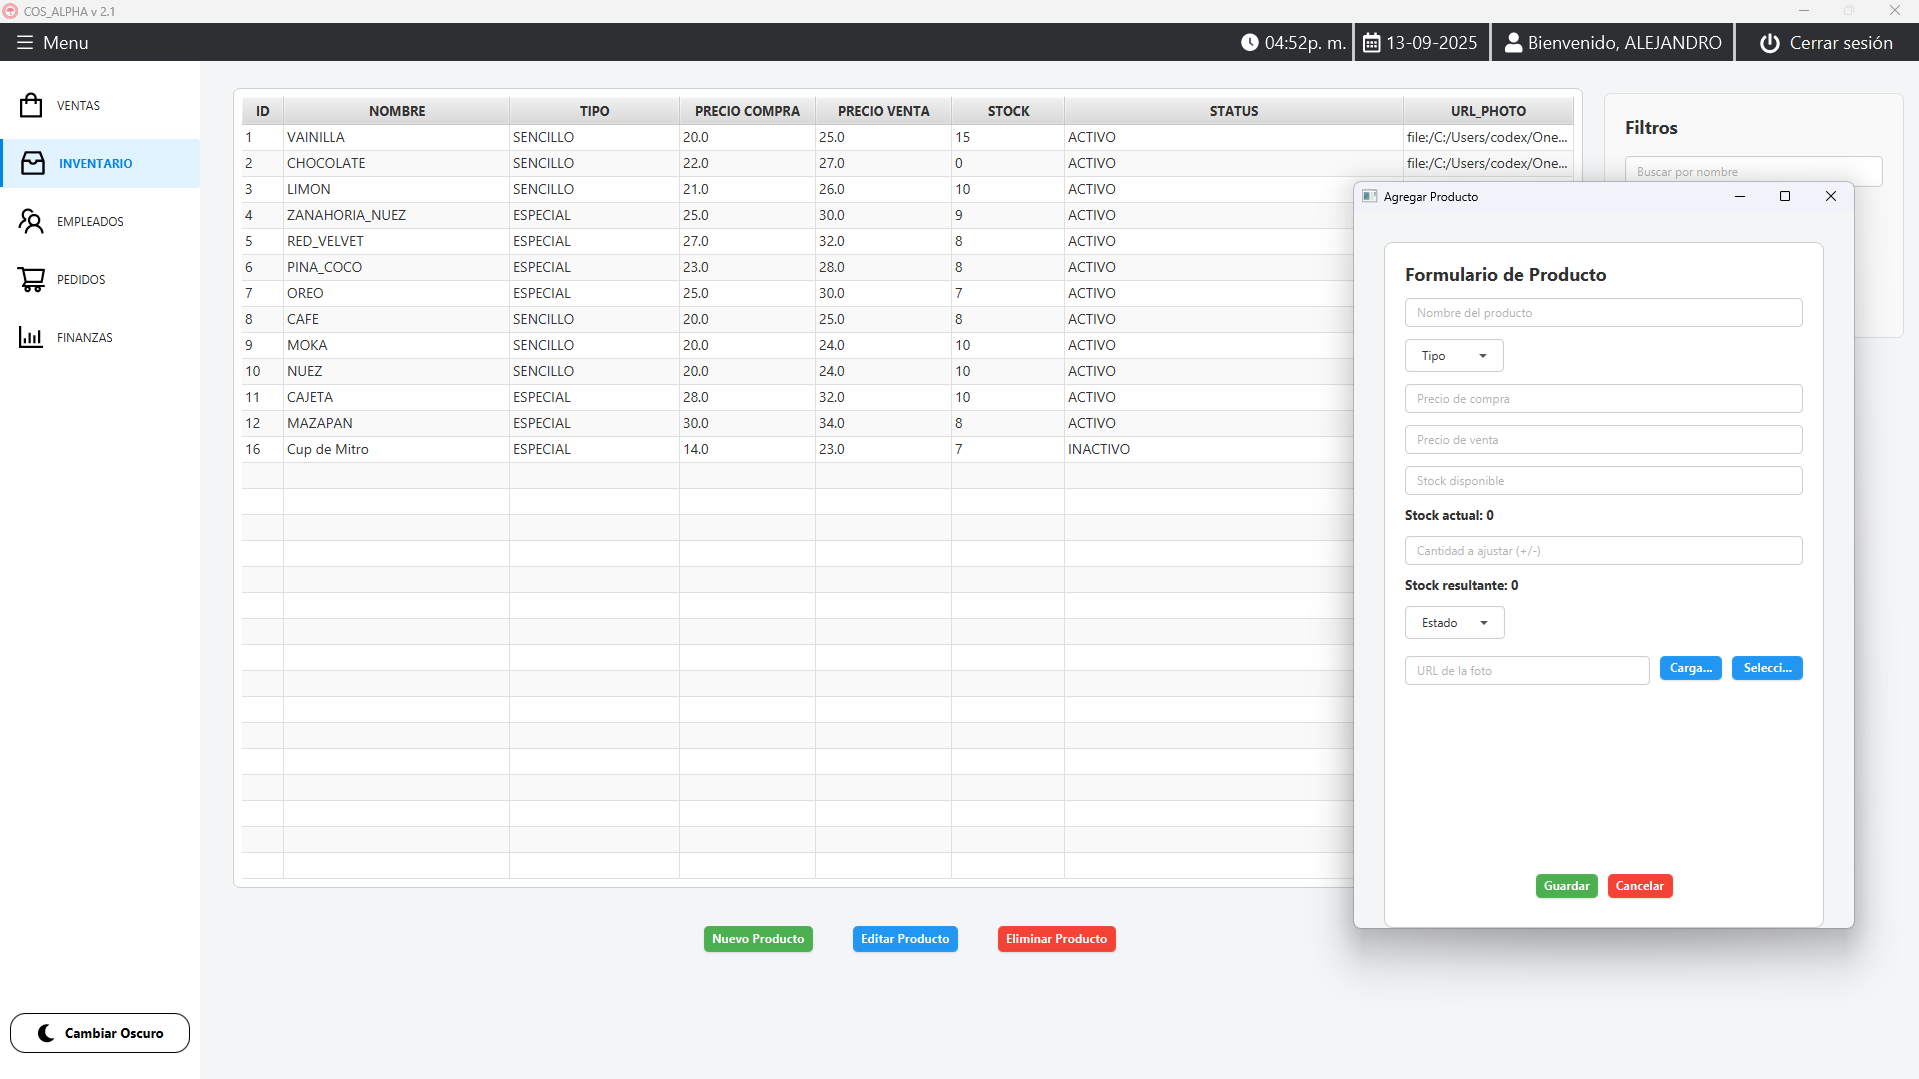 COS_ALPHA v 2.1
Menu
04:52p. m.
13-09-2025
Bienvenido, ALEJANDRO
Cerrar sesión
VENTAS
INVENTARIO
EMPLEADOS
PEDIDOS
FINANZAS
Cambiar Oscuro
ID NOMBRE TIPO PRECIO COMPRA PRECIO VENTA STOCK STATUS URL_PHOTO
1 VAINILLA SENCILLO 20.0 25.0 15 ACTIVO file:/C:/Users/codex/One...
2 CHOCOLATE SENCILLO 22.0 27.0 0 ACTIVO file:/C:/Users/codex/One...
3 LIMON SENCILLO 21.0 26.0 10 ACTIVO
4 ZANAHORIA_NUEZ ESPECIAL 25.0 30.0 9 ACTIVO
5 RED_VELVET ESPECIAL 27.0 32.0 8 ACTIVO
6 PINA_COCO ESPECIAL 23.0 28.0 8 ACTIVO
7 OREO ESPECIAL 25.0 30.0 7 ACTIVO
8 CAFE SENCILLO 20.0 25.0 8 ACTIVO
9 MOKA SENCILLO 20.0 24.0 10 ACTIVO
10 NUEZ SENCILLO 20.0 24.0 10 ACTIVO
11 CAJETA ESPECIAL 28.0 32.0 10 ACTIVO
12 MAZAPAN ESPECIAL 30.0 34.0 8 ACTIVO
16 Cup de Mitro ESPECIAL 14.0 23.0 7 INACTIVO
Nuevo Producto
Editar Producto
Eliminar Producto
Filtros
Buscar por nombre
Agregar Producto
Formulario de Producto
Nombre del producto
Tipo
Precio de compra
Precio de venta
Stock disponible
Stock actual: 0
Cantidad a ajustar (+/-)
Stock resultante: 0
Estado
URL de la foto
Carga...
Selecci...
Guardar
Cancelar